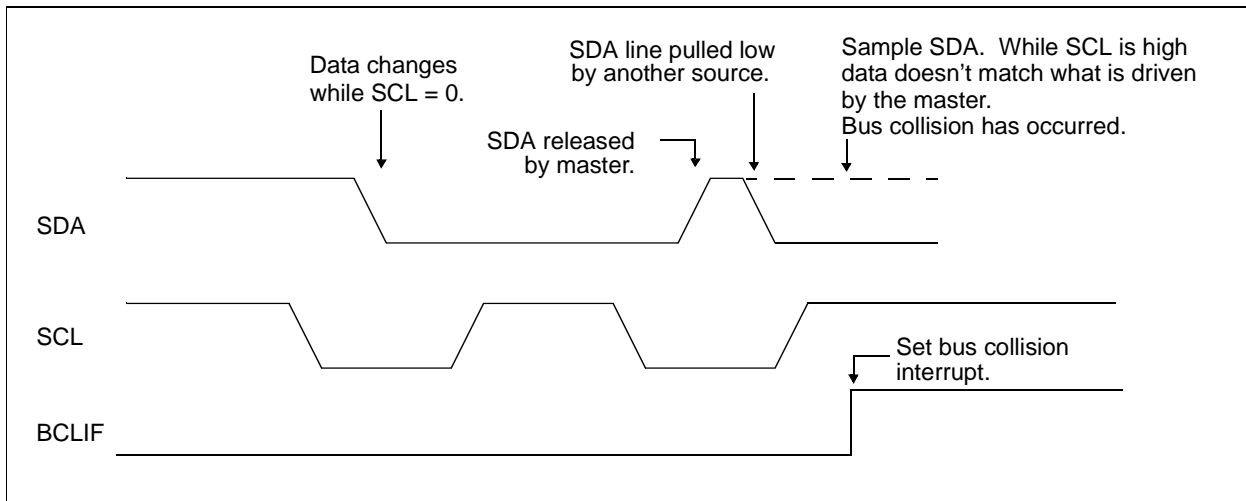 Data changes
while SCL = 0.
SDA line pulled low
by another source.
Sample SDA. While SCL is high
data doesn't match what is driven
by the master.
Bus collision has occurred.
SDA released
by master.
SDA
SCL
Set bus collision
interrupt.
BCLIF